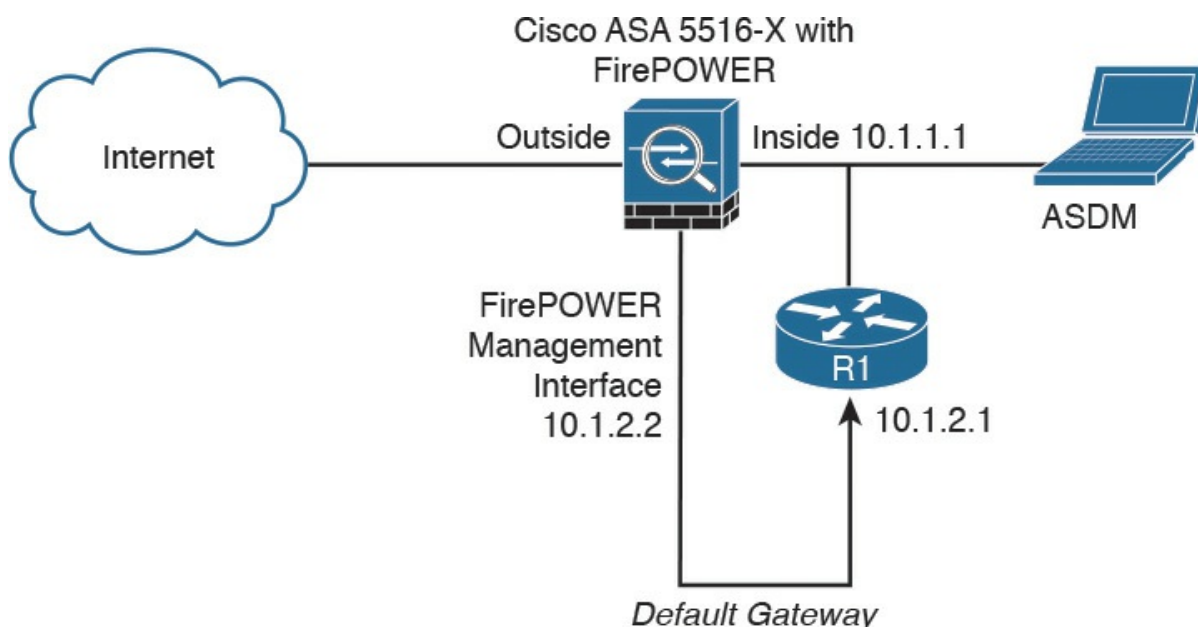 Cisco ASA 5516-X with
FirePOWER
Internet
Outside
Inside 10.1.1.1
ASDM
FirePOWER
Management
Interface
10.1.2.2
R1
10.1.2.1
Default Gateway